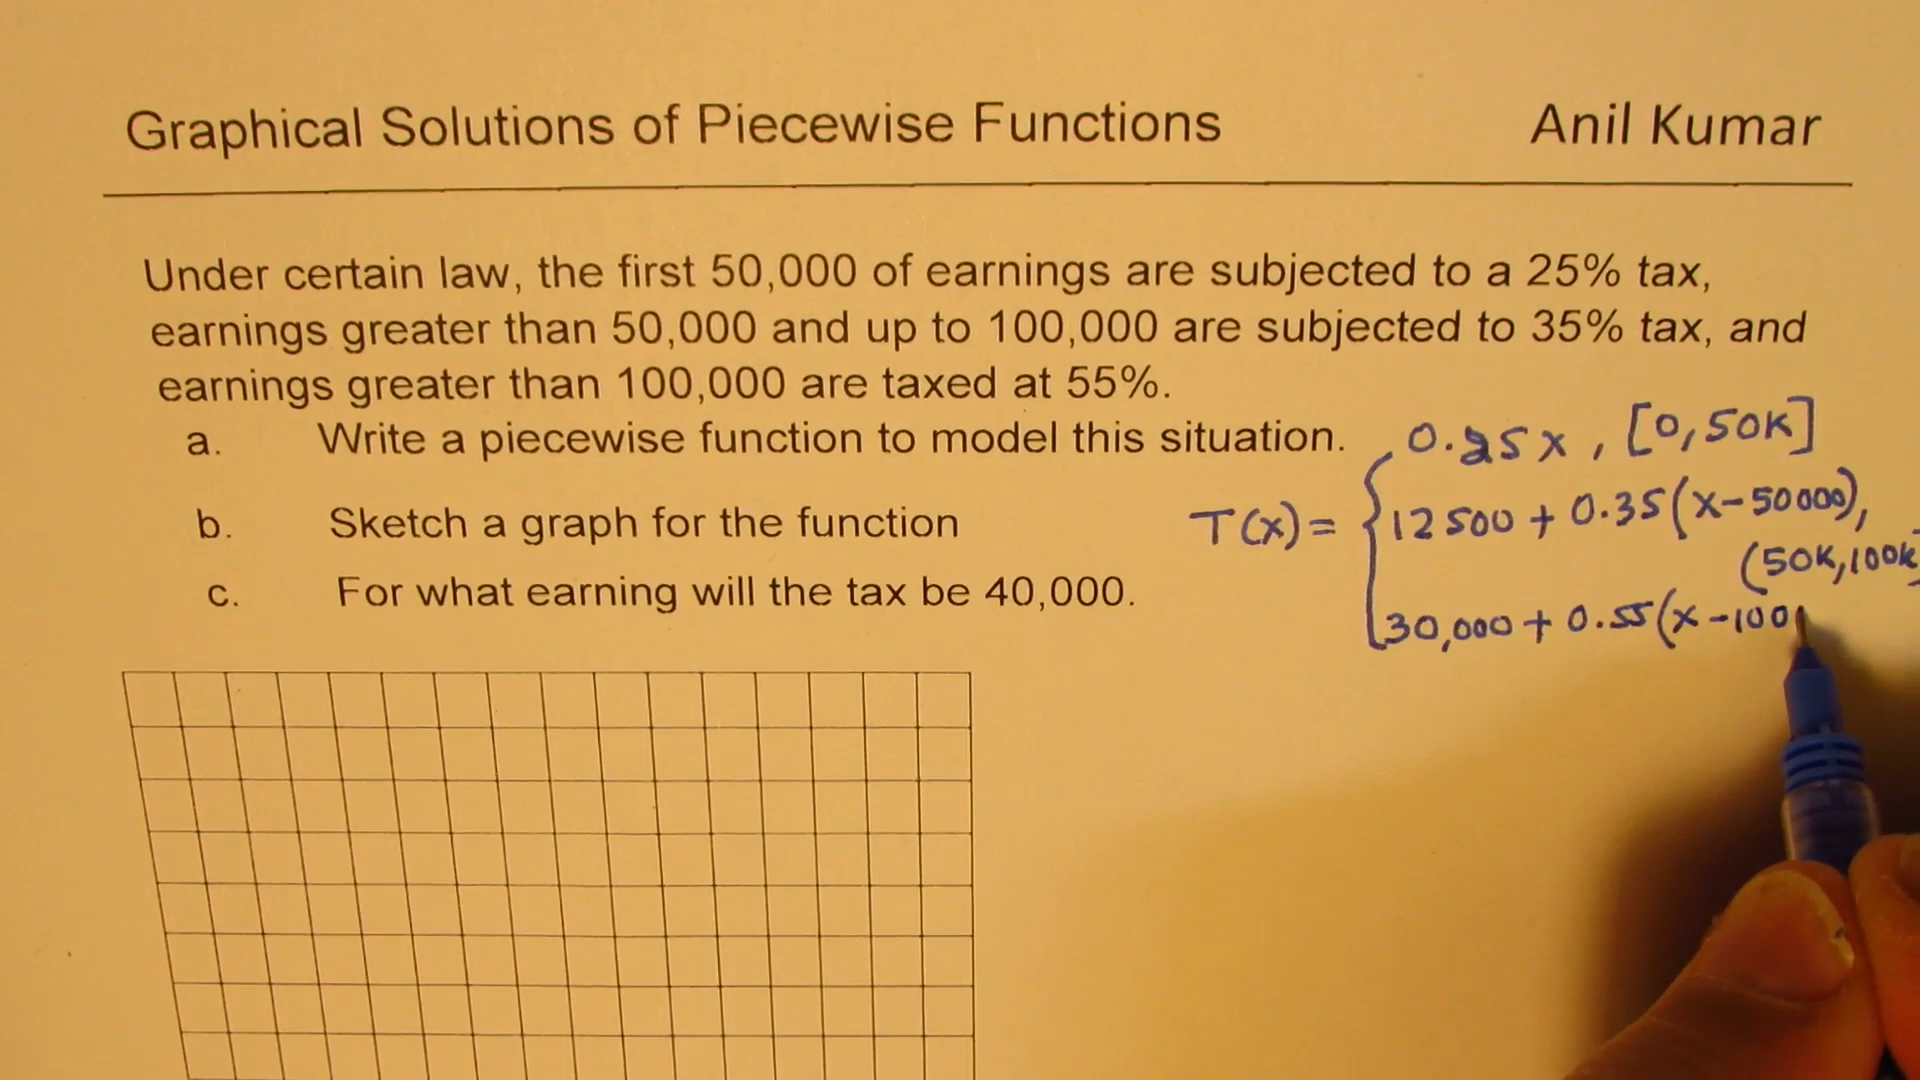 Graphical Solutions of Piecewise Functions Anil Kumar
Under certain law, the first 50,000 of earnings are subjected to a 25% tax,
earnings greater than 50,000 and up to 100,000 are subjected to 35% tax, and
earnings greater than 100,000 are taxed at 55%.
a. Write a piecewise function to model this situation. 0.25x, [0,50K]
b. Sketch a graph for the function T(x) = { 12500 + 0.35(x-50000),
(50K,100K]
c. For what earning will the tax be 40,000. 30,000 + 0.55(x-100